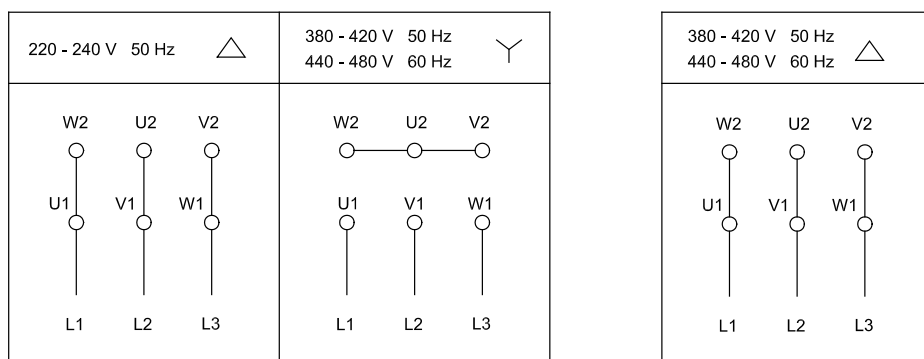 220 - 240 V 50 Hz
380 - 420 V 50 Hz
440 - 480 V 60 Hz
W2 U2 V2
U1 V1 W1
L1 L2 L3
W2 U2 V2
U1 V1 W1
L1 L2 L3
380 - 420 V 50 Hz
440 - 480 V 60 Hz
W2 U2 V2
U1 V1 W1
L1 L2 L3